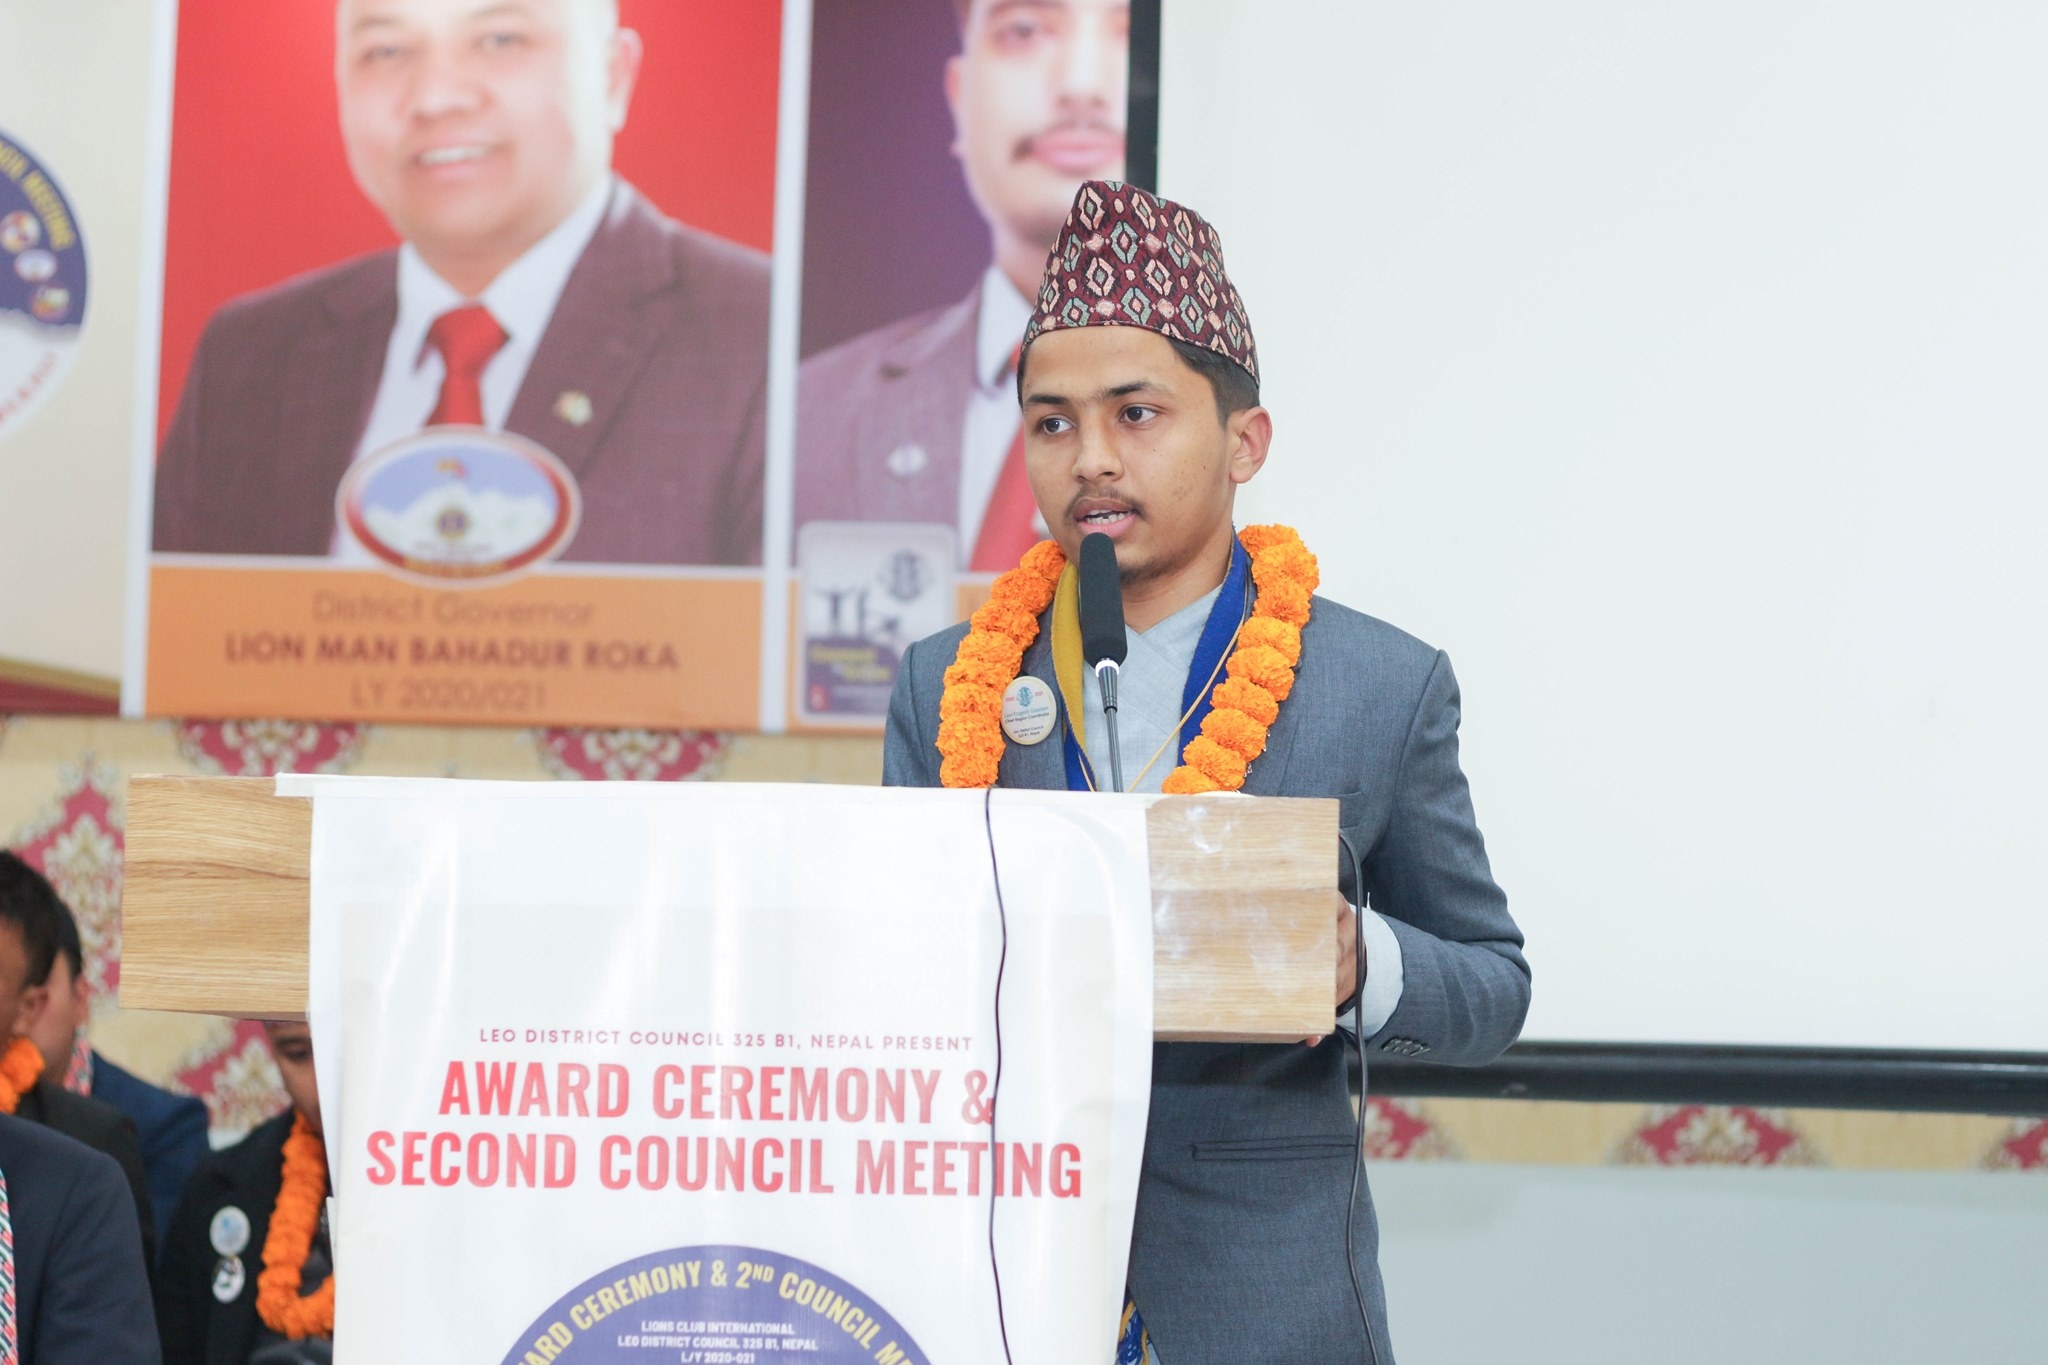 District Governor
LION MAN BAHADUR ROKA
LY 2020/021
LEO DISTRICT COUNCIL 325 B1, NEPAL PRESENT
AWARD CEREMONY &
SECOND COUNCIL MEETING
AWARD CEREMONY & 2ND COUNCIL ME
LIONS CLUB INTERNATIONAL
LEO DISTRICT COUNCIL 325 B1, NEPAL
L/Y 2020-021